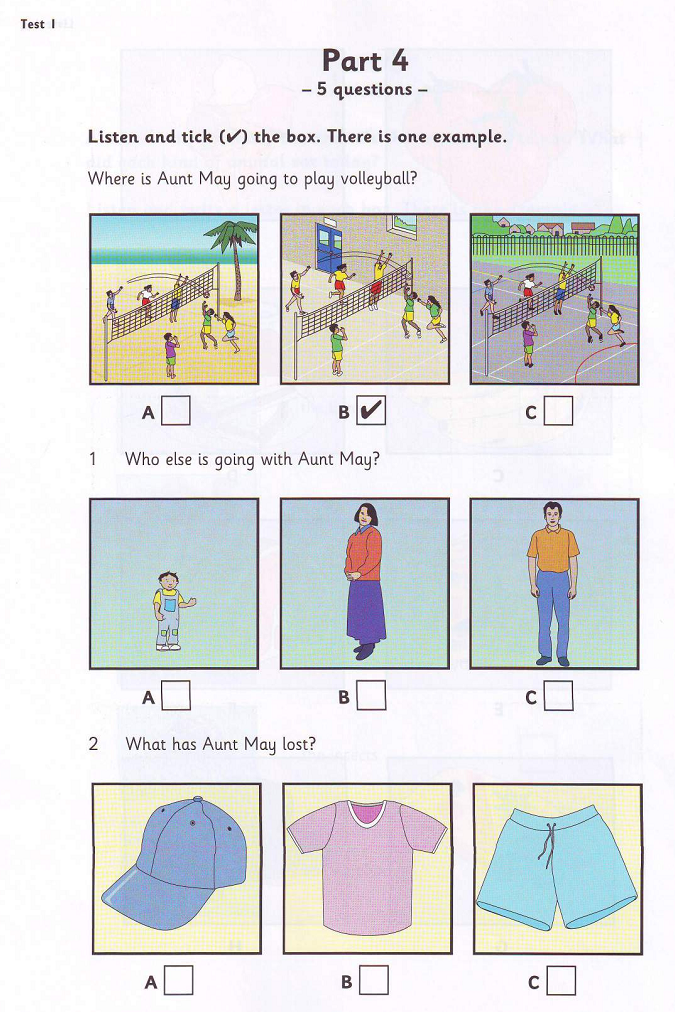 Test 1
Part 4
– 5 questions –
Listen and tick (✔) the box. There is one example.
Where is Aunt May going to play volleyball?
A B ✔ C
1 Who else is going with Aunt May?
A B C
2 What has Aunt May lost?
A B C